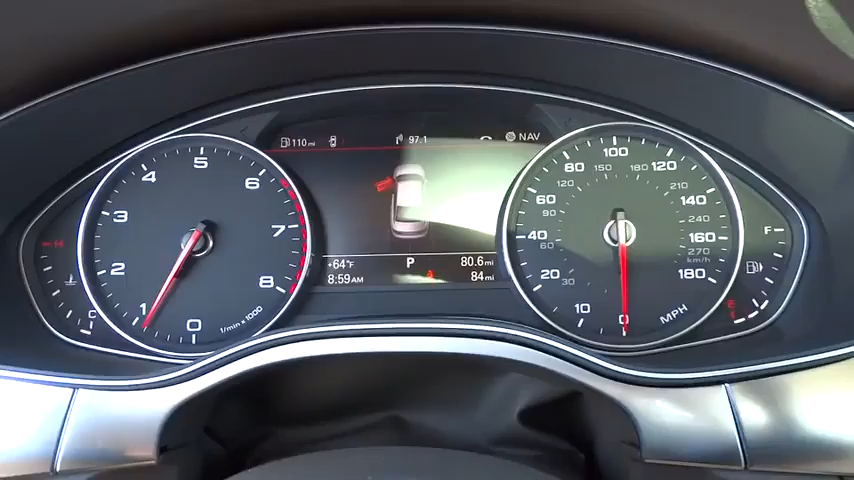 110 mi
97.1
NAV
+64°F
P
80.6 mi
8:59 AM
84 mi
0
1
2
3
4
5
6
7
8
1/min x 1000
H
C
0
10
20
40
60
80
100
120
140
160
180
MPH
30
60
90
120
150
180
210
240
270
km/h
F
E